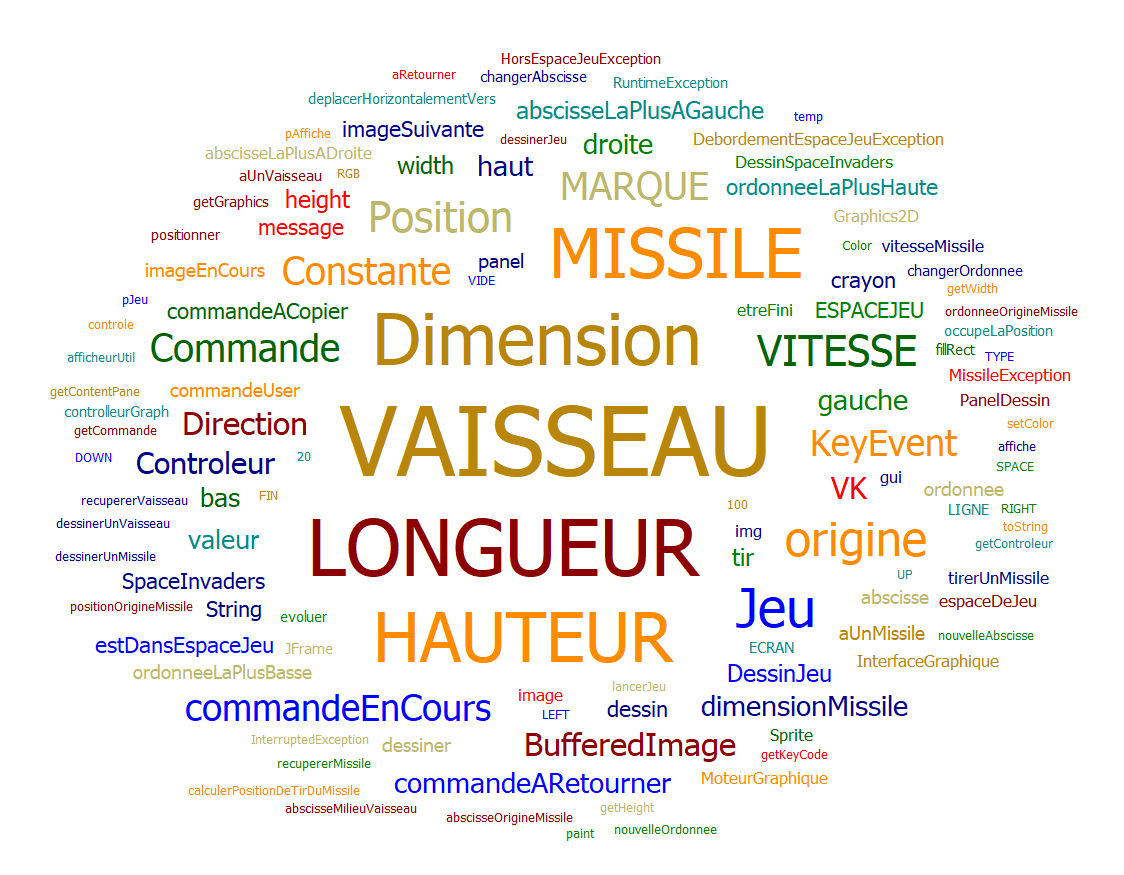 HorsEspaceJeuException
aRetourner changerAbscisse RuntimeException
deplacerHorizontalementVers abscisseLaPlusAGauche temp
pAffiche imageSuivante dessinerJeu droite DebordementEspaceJeuException
abscisseLaPlusADroite width haut DessinSpaceInvaders
aUnVaisseau RGB MARQUE ordonneeLaPlusHaute
getGraphics height Position Graphics2D
positionner message MISSILE Color vitesseMissile
imageEnCours Constante panel VIDE crayon changerOrdonnee getWidth
pJeu commandeACopier etreFini ESPACEJEU ordonneeOrigineMissile
controle Dimension occupeLaPosition
afficheurUtil Commande VITESSE fillRect TYPE
getContentPane commandeUser MissileException
controlleurGraph gauche PanelDessin
getCommande Direction VAISSEAU KeyEvent setColor
DOWN Controleur 20 affiche
SPACE
recupererVaisseau bas FIN VK gui ordonnee
100 LIGNE RIGHT
dessinerUnVaisseau img toString
valeur LONGUEUR origine getControleur
dessinerUnMissile tir
SpaceInvaders UP tirerUnMissile
positionOrigineMissile String evoluer Jeu abscisse espaceDeJeu
estDansEspaceJeu JFrame HAUTEUR ECRAN aUnMissile nouvelleAbscisse
ordonneeLaPlusBasse DessinJeu InterfaceGraphique
lancerJeu
commandeEnCours image LEFT dessin dimensionMissile
InterruptedException dessiner BufferedImage Sprite
recupererMissile getKeyCode
calculerPositionDeTirDuMissile commandeARetourner MoteurGraphique
abscisseMilieuVaisseau abscisseOrigineMissile getHeight
paint nouvelleOrdonnee